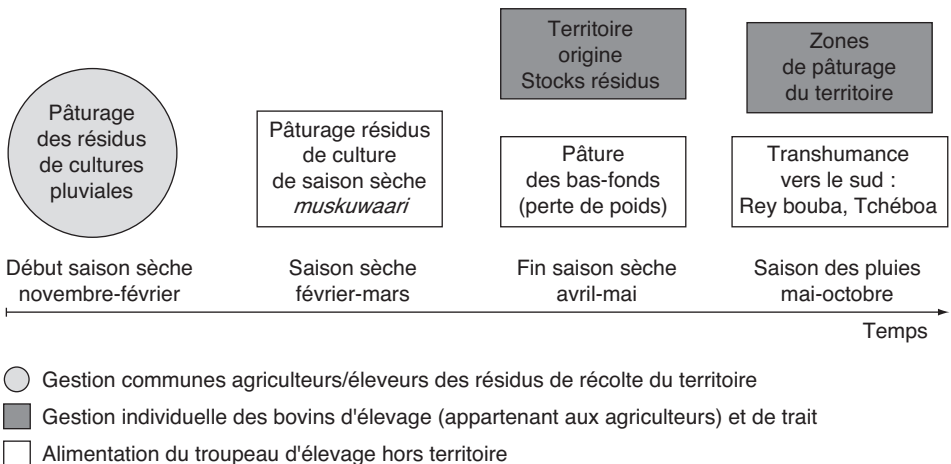 Territoire
origine
Stocks résidus
Zones
de pâturage
du territoire
Pâturage
des résidus
de cultures
pluviales
Pâturage résidus
de culture
de saison sèche
muskuwaari
Pâture
des bas-fonds
(perte de poids)
Transhumance
vers le sud :
Rey bouba, Tchéboa
Début saison sèche
novembre-février
Saison sèche
février-mars
Fin saison sèche
avril-mai
Saison des pluies
mai-octobre
Temps
Gestion communes agriculteurs/éleveurs des résidus de récolte du territoire
Gestion individuelle des bovins d'élevage (appartenant aux agriculteurs) et de trait
Alimentation du troupeau d'élevage hors territoire